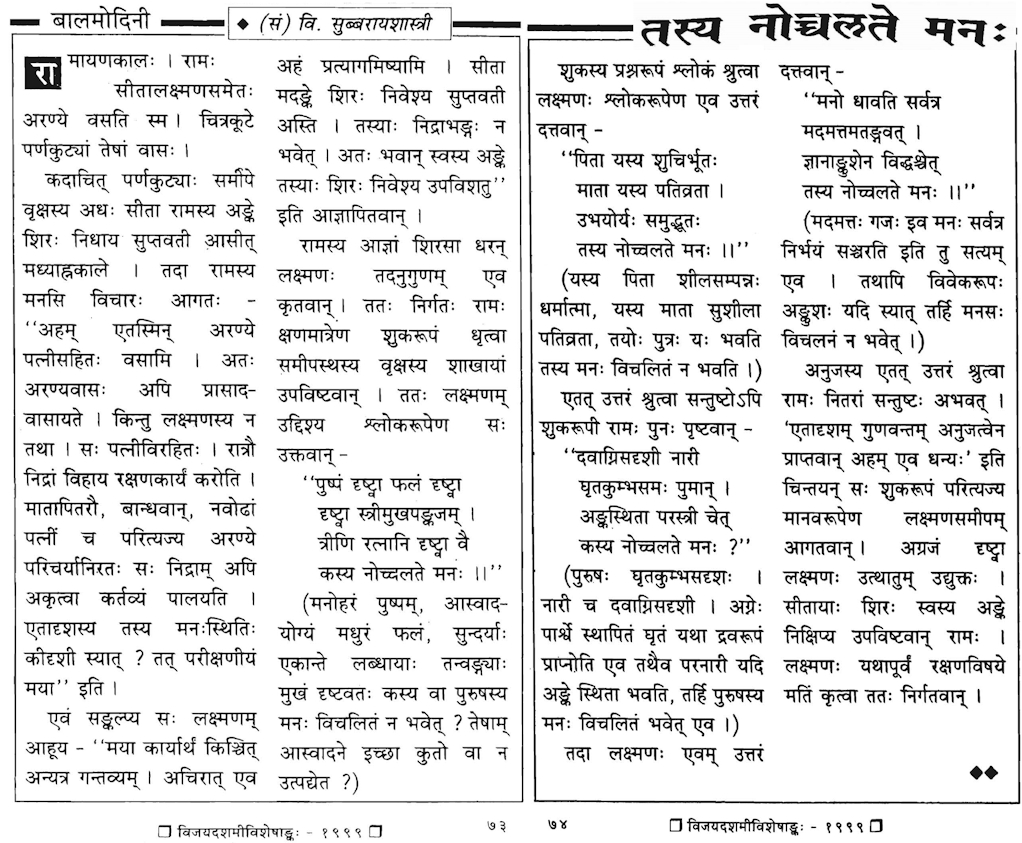 बालमोदिनी
◆ (सं) वि. सुब्बरायशास्त्री
तस्य नोच्चलते मनः
रामायणकालः । रामः
सीतालक्ष्मणसमेतः
अरण्ये वसति स्म । चित्रकूटे
पर्णकुट्यां तेषां वासः ।
कदाचित् पर्णकुट्याः समीपे
वृक्षस्य अधः सीता रामस्य अङ्के
शिरः निधाय सुप्तवती आसीत्
मध्याह्नकाले । तदा रामस्य
मनसि विचारः आगतः -
‘‘अहम् एतस्मिन् अरण्ये
पत्नीसहितः वसामि । अतः
अरण्यवासः अपि प्रासाद-
वासायते । किन्तु लक्ष्मणस्य न
तथा । सः पत्नीविरहितः । रात्रौ
निद्रां विहाय रक्षणकार्यं करोति ।
मातापितरौ, बान्धवान्, नवोढां
पत्नीं च परित्यज्य अरण्ये
परिचर्यानिरतः सः निद्राम् अपि
अकृत्वा कर्तव्यं पालयति ।
एतादृशस्य तस्य मनःस्थितिः
कीदृशी स्यात् ? तत् परीक्षणीयं
मया’’ इति ।
एवं सङ्कल्प्य सः लक्ष्मणम्
आहूय - ‘‘मया कार्यार्थं किञ्चित्
अन्यत्र गन्तव्यम् । अचिरात् एव
अहं प्रत्यागमिष्यामि । सीता
मदङ्के शिरः निवेश्य सुप्तवती
अस्ति । तस्याः निद्राभङ्गः न
भवेत् । अतः भवान् स्वस्य अङ्के
तस्याः शिरः निवेश्य उपविशतु’’
इति आज्ञापितवान् ।
रामस्य आज्ञां शिरसा धरन्
लक्ष्मणः तदनुगुणम् एव
कृतवान् । ततः निर्गतः रामः
क्षणमात्रेण शुकरूपं धृत्वा
समीपस्थस्य वृक्षस्य शाखायां
उपविष्टवान् । ततः लक्ष्मणम्
उद्दिश्य श्लोकरूपेण सः
उक्तवान् -
‘‘पुष्पं दृष्ट्वा फलं दृष्ट्वा
दृष्ट्वा स्त्रीमुखपङ्कजम् ।
त्रीणि रत्नानि दृष्ट्वा वै
कस्य नोच्चलते मनः ।।’’
(मनोहरं पुष्पम्, आस्वाद-
योग्यं मधुरं फलं, सुन्दर्याः
एकान्ते लब्धायाः तन्वङ्ग्याः
मुखं दृष्टवतः कस्य वा पुरुषस्य
मनः विचलितं न भवेत् ? तेषाम्
आस्वादने इच्छा कुतो वा न
उत्पद्येत ?)
❒ विजयदशमीविशेषाङ्कः - १९९९ ❒ ७३
शुकस्य प्रश्नरूपं श्लोकं श्रुत्वा
लक्ष्मणः श्लोकरूपेण एव उत्तरं
दत्तवान् -
‘‘पिता यस्य शुचिर्भूतः
माता यस्य पतिव्रता ।
उभयोर्यः समुद्भूतः
तस्य नोच्चलते मनः ।।’’
(यस्य पिता शीलसम्पन्नः
धर्मात्मा, यस्य माता सुशीला
पतिव्रता, तयोः पुत्रः यः भवति
तस्य मनः विचलितं न भवति ।)
एतत् उत्तरं श्रुत्वा सन्तुष्टोऽपि
शुकरूपी रामः पुनः पृष्टवान् -
‘‘दवाग्निसदृशी नारी
घृतकुम्भसमः पुमान् ।
अङ्कस्थिता परस्त्री चेत्
कस्य नोच्चलते मनः ?’’
(पुरुषः घृतकुम्भसदृशः ।
नारी च दवाग्निसदृशी । अग्नेः
पार्श्वे स्थापितं घृतं यथा द्रवरूपं
प्राप्नोति एव तथैव परनारी यदि
अङ्के स्थिता भवति, तर्हि पुरुषस्य
मनः विचलितं भवेत् एव ।)
तदा लक्ष्मणः एवम् उत्तरं
दत्तवान् -
‘‘मनो धावति सर्वत्र
मदमत्तमतङ्गवत् ।
ज्ञानाङ्कुशेन विद्धश्चेत्
तस्य नोच्चलते मनः ।।’’
(मदमत्तः गजः इव मनः सर्वत्र
निर्भयं सञ्चरति इति तु सत्यम्
एव । तथापि विवेकरूपः
अङ्कुशः यदि स्यात् तर्हि मनसः
विचलनं न भवेत् ।)
अनुजस्य एतत् उत्तरं श्रुत्वा
रामः नितरां सन्तुष्टः अभवत् ।
‘एतादृशम् गुणवन्तम् अनुजत्वेन
प्राप्तवान् अहम् एव धन्यः’ इति
चिन्तयन् सः शुकरूपं परित्यज्य
मानवरूपेण लक्ष्मणसमीपम्
आगतवान् । अग्रजं दृष्ट्वा
लक्ष्मणः उत्थातुम् उद्युक्तः ।
सीतायाः शिरः स्वस्य अङ्के
निक्षिप्य उपविष्टवान् रामः ।
लक्ष्मणः यथापूर्वं रक्षणविषये
मतिं कृत्वा ततः निर्गतवान् ।
◆◆
७४ ❒ विजयदशमीविशेषाङ्कः - १९९९ ❒